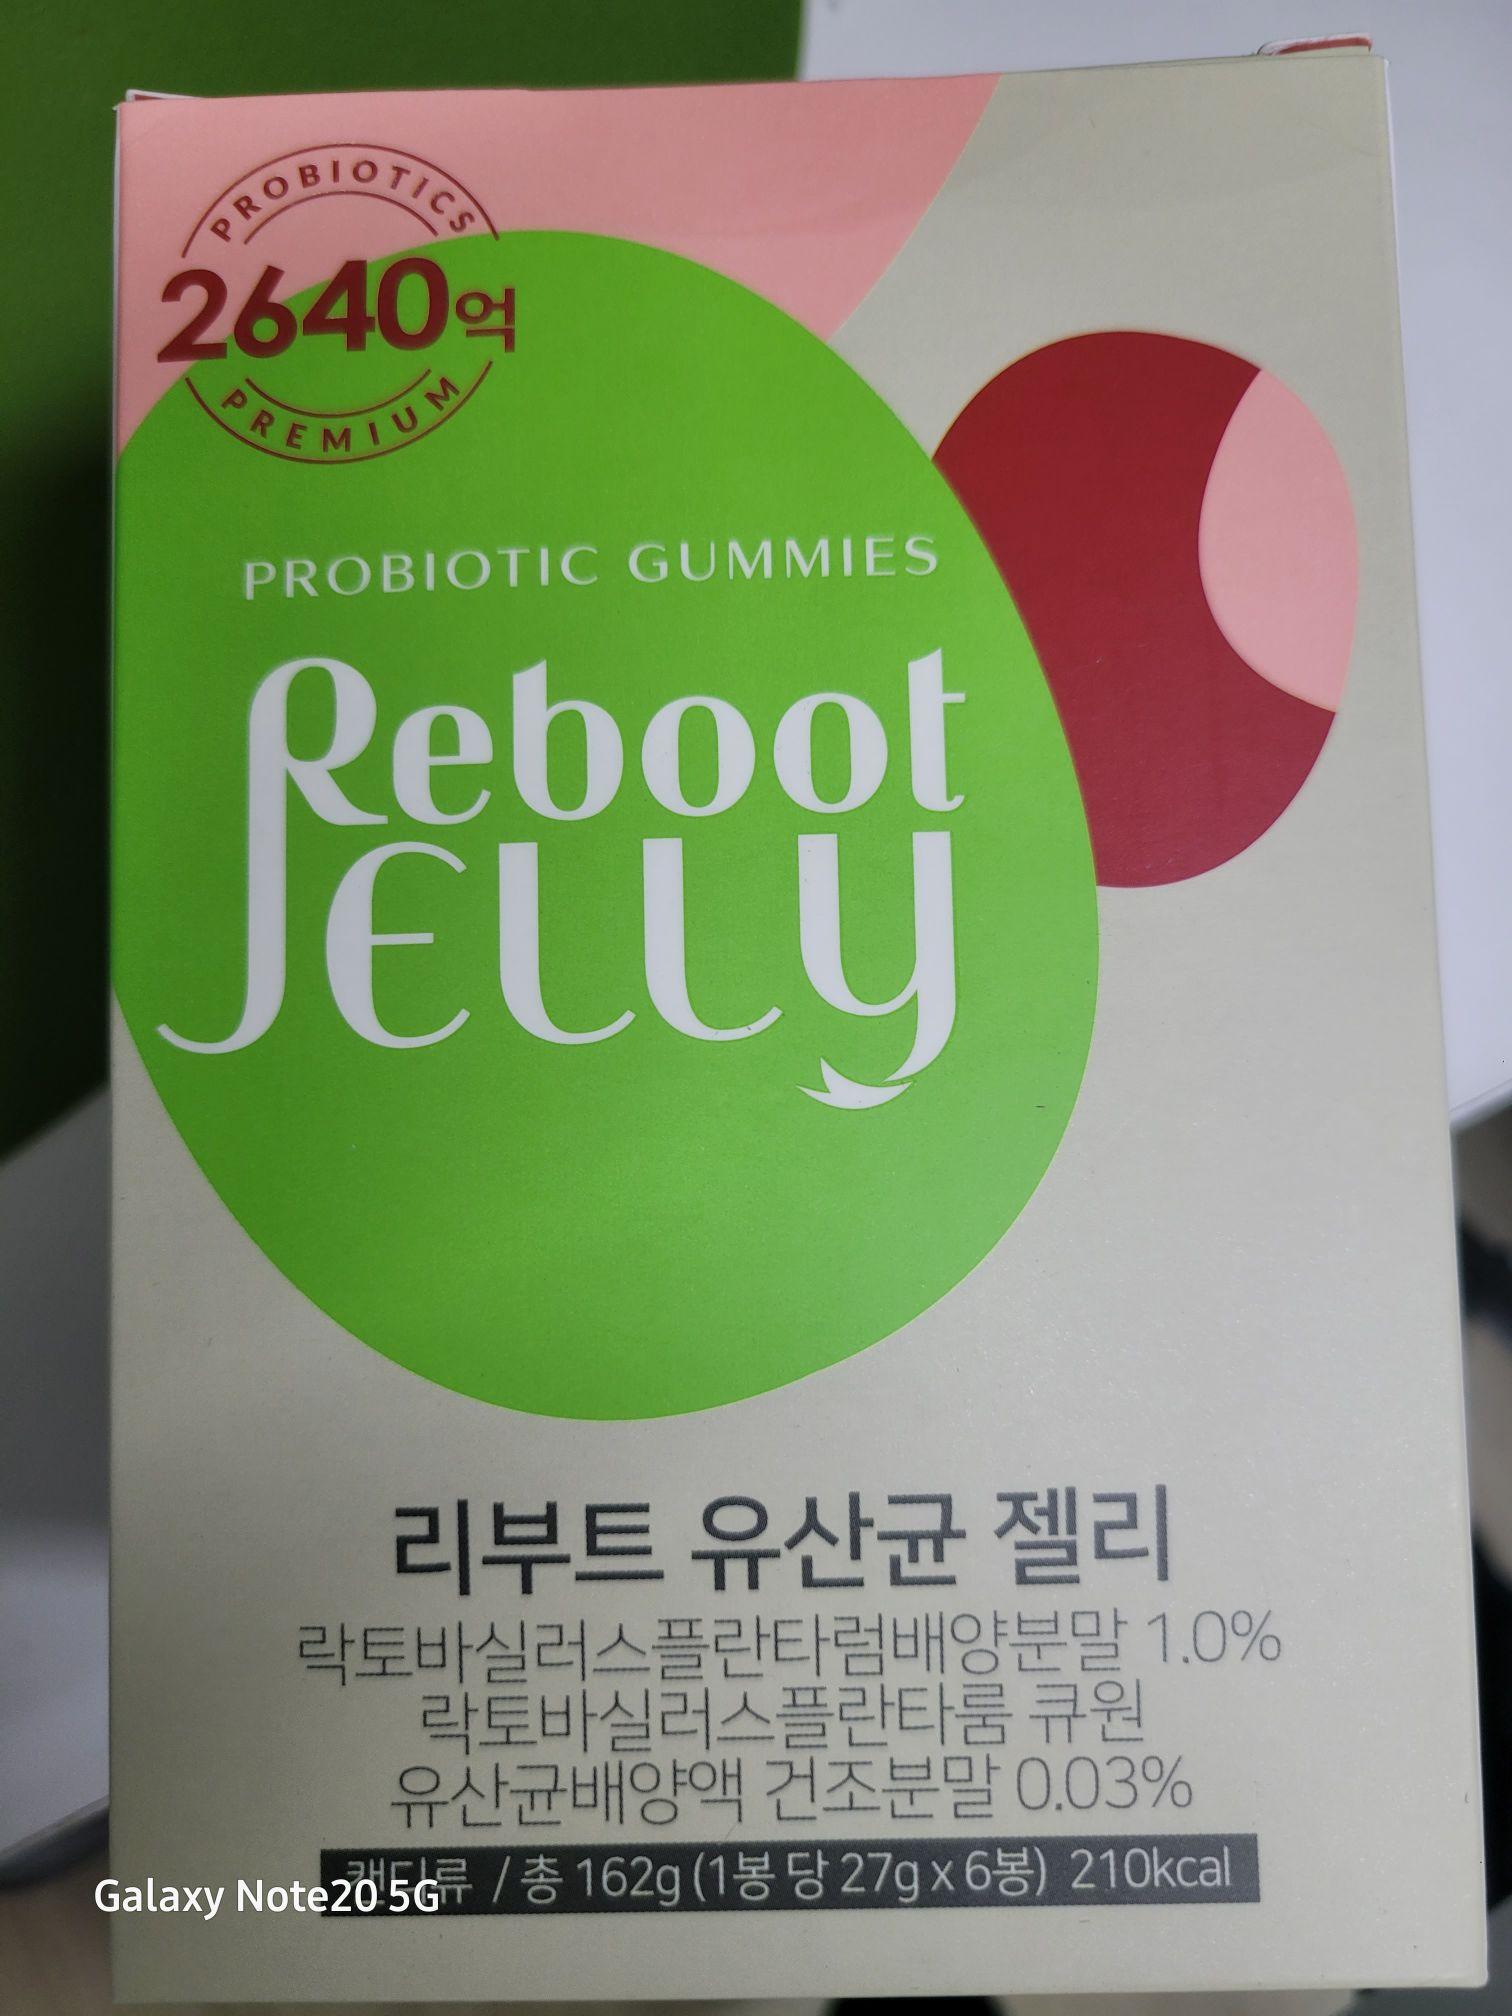 PROBIOTICS
2640억
PREMIUM
PROBIOTIC GUMMIES
Reboot
JELLY
리부트 유산균 젤리
락토바실러스플란타럼배양분말 1.0%
락토바실러스플란타룸 큐원
유산균배양액 건조분말 0.03%
캔디류 / 총 162g (1봉 당 27g x 6봉) 210kcal
Galaxy Note20 5G